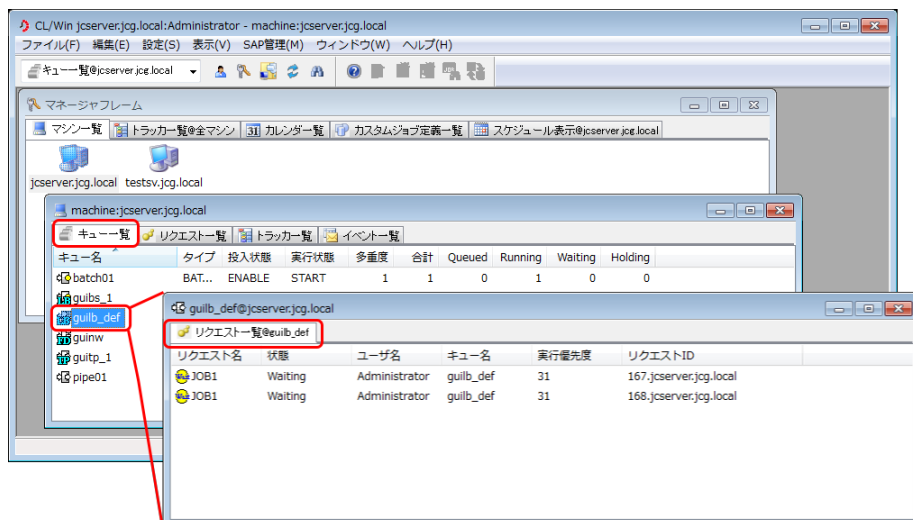 CL/Win jcserver.jcg.local:Administrator - machine:jcserver.jcg.local
ファイル(F) 編集(E) 設定(S) 表示(V) SAP管理(M) ウィンドウ(W) ヘルプ(H)
キュー一覧@jcserver.jcg.local
マネージャフレーム
マシン一覧 トラッカ一覧@全マシン 31 カレンダー一覧 カスタムジョブ定義一覧 スケジュール表示@jcserver.jcg.local
jcserver.jcg.local testsv.jcg.local
machine:jcserver.jcg.local
キュー一覧 リクエスト一覧 トラッカ一覧 イベント一覧
キュー名 タイプ 投入状態 実行状態 多重度 合計 Queued Running Waiting Holding
batch01 BAT... ENABLE START 1 1 0 1 0 0
guibs_1
guilb_def
guinw
guitp_1
pipe01
guilb_def@jcserver.jcg.local
リクエスト一覧@guilb_def
リクエスト名 状態 ユーザ名 キュー名 実行優先度 リクエストID
JOB1 Waiting Administrator guilb_def 31 167.jcserver.jcg.local
JOB1 Waiting Administrator guilb_def 31 168.jcserver.jcg.local